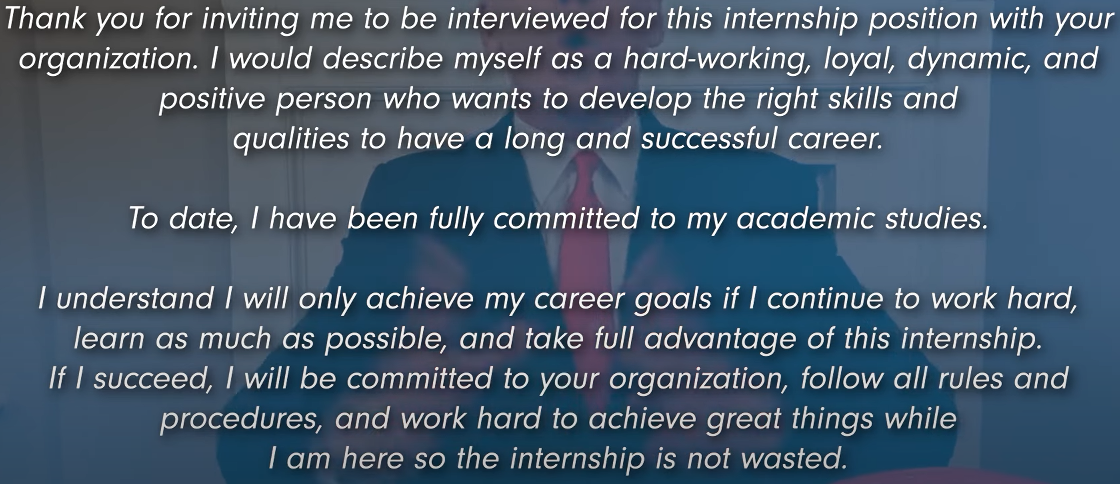 Thank you for inviting me to be interviewed for this internship position with your
organization. I would describe myself as a hard-working, loyal, dynamic, and
positive person who wants to develop the right skills and
qualities to have a long and successful career.
To date, I have been fully committed to my academic studies.
I understand I will only achieve my career goals if I continue to work hard,
learn as much as possible, and take full advantage of this internship.
If I succeed, I will be committed to your organization, follow all rules and
procedures, and work hard to achieve great things while
I am here so the internship is not wasted.